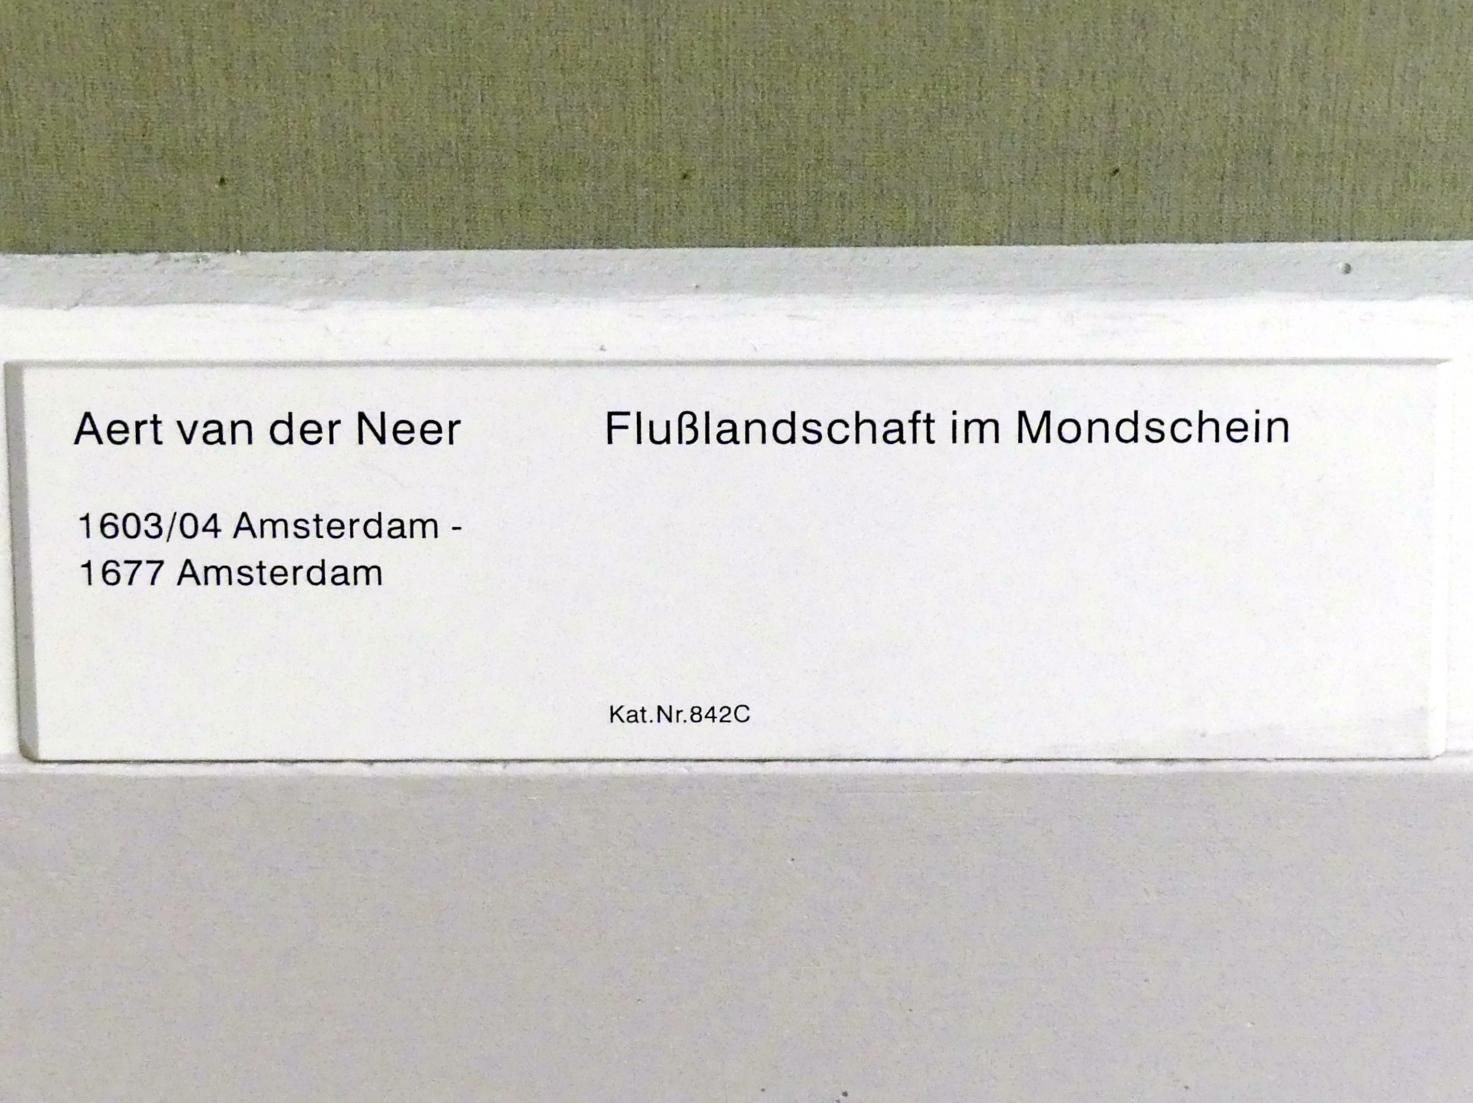 Aert van der Neer
Flußlandschaft im Mondschein
1603/04 Amsterdam -
1677 Amsterdam
Kat.Nr.842C